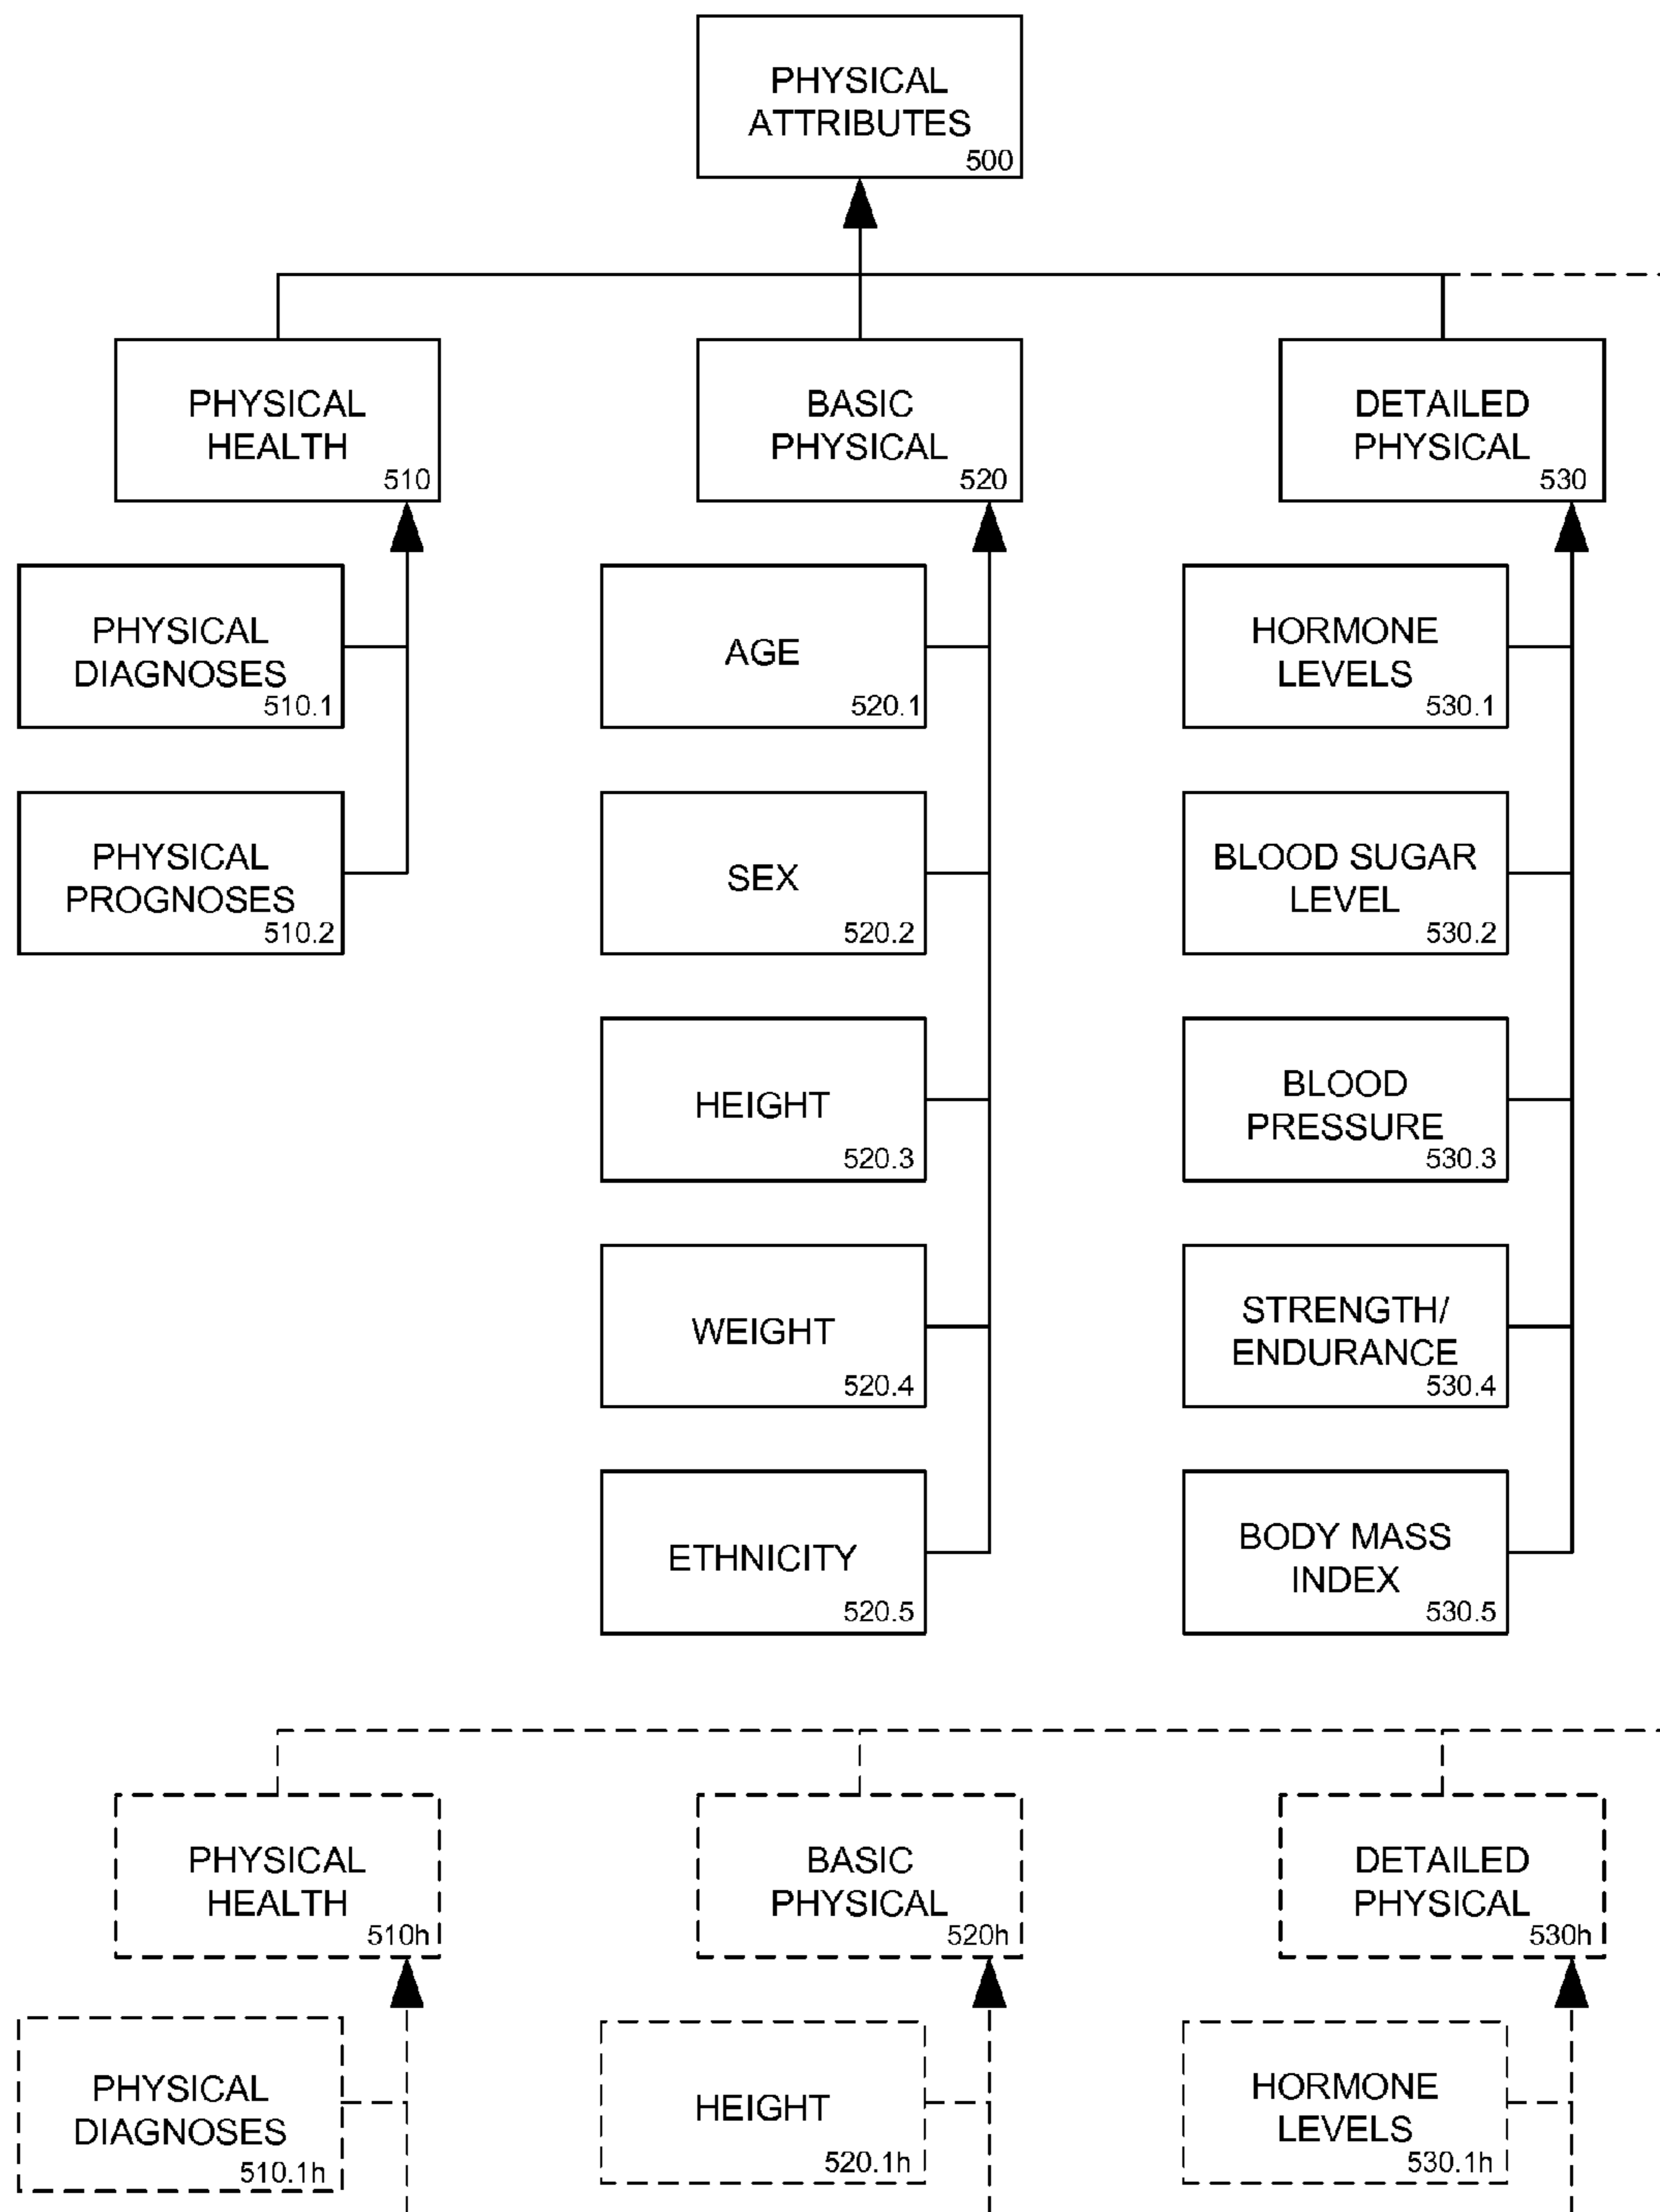 PHYSICAL
ATTRIBUTES
500
PHYSICAL
HEALTH
510
BASIC
PHYSICAL
520
DETAILED
PHYSICAL
530
PHYSICAL
DIAGNOSES
510.1
AGE
520.1
HORMONE
LEVELS
530.1
PHYSICAL
PROGNOSES
510.2
SEX
520.2
BLOOD SUGAR
LEVEL
530.2
HEIGHT
520.3
BLOOD
PRESSURE
530.3
WEIGHT
520.4
STRENGTH/
ENDURANCE
530.4
ETHNICITY
520.5
BODY MASS
INDEX
530.5
PHYSICAL
HEALTH
510h
BASIC
PHYSICAL
520h
DETAILED
PHYSICAL
530h
PHYSICAL
DIAGNOSES
510.1h
HEIGHT
520.1h
HORMONE
LEVELS
530.1h